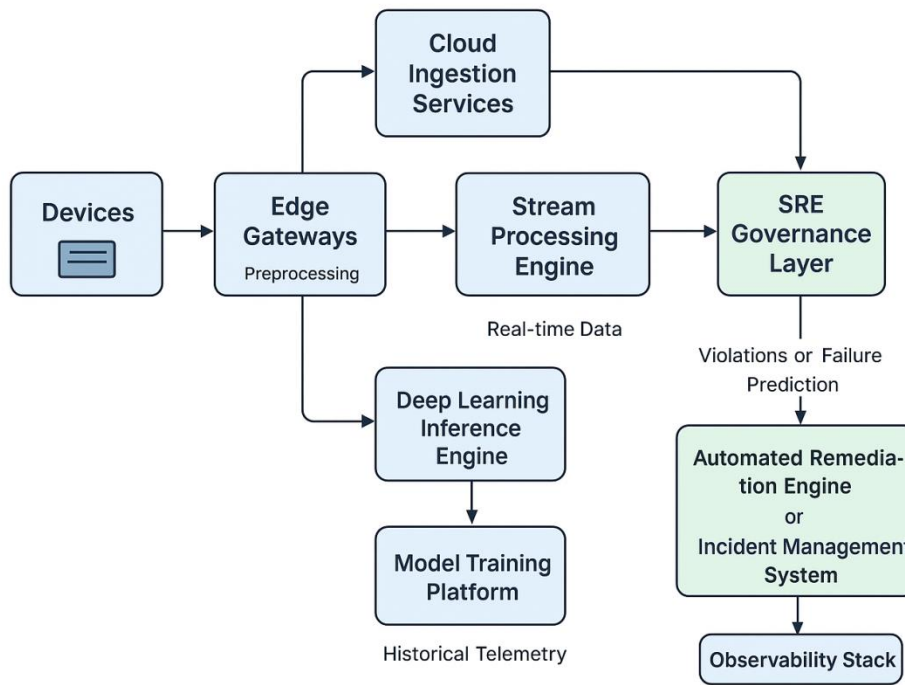 Cloud
Ingestion
Services
Devices
Edge
Gateways
Preprocessing
Stream
Processing
Engine
SRE
Governance
Layer
Real-time Data
Violations or Failure
Prediction
Deep Learning
Inference
Engine
Automated Remedia-
tion Engine
or
Incident Management
System
Model Training
Platform
Historical Telemetry
Observability Stack